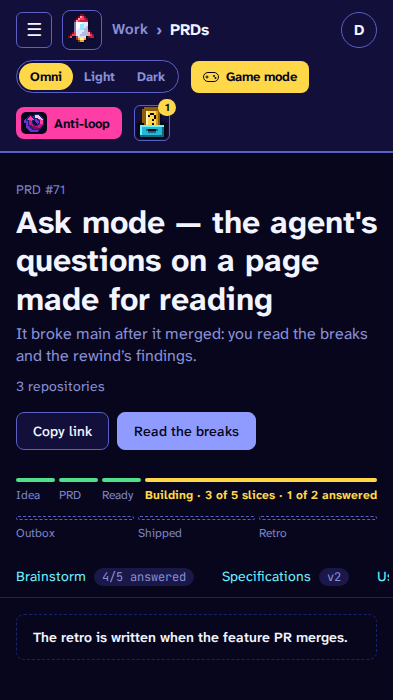 Work › PRDs
D
Omni Light Dark
Game mode
Anti-loop
1
PRD #71
Ask mode — the agent's
questions on a page
made for reading
It broke main after it merged: you read the breaks
and the rewind's findings.
3 repositories
Copy link
Read the breaks
Idea PRD Ready Building · 3 of 5 slices · 1 of 2 answered
Outbox Shipped Retro
Brainstorm 4/5 answered Specifications v2
The retro is written when the feature PR merges.